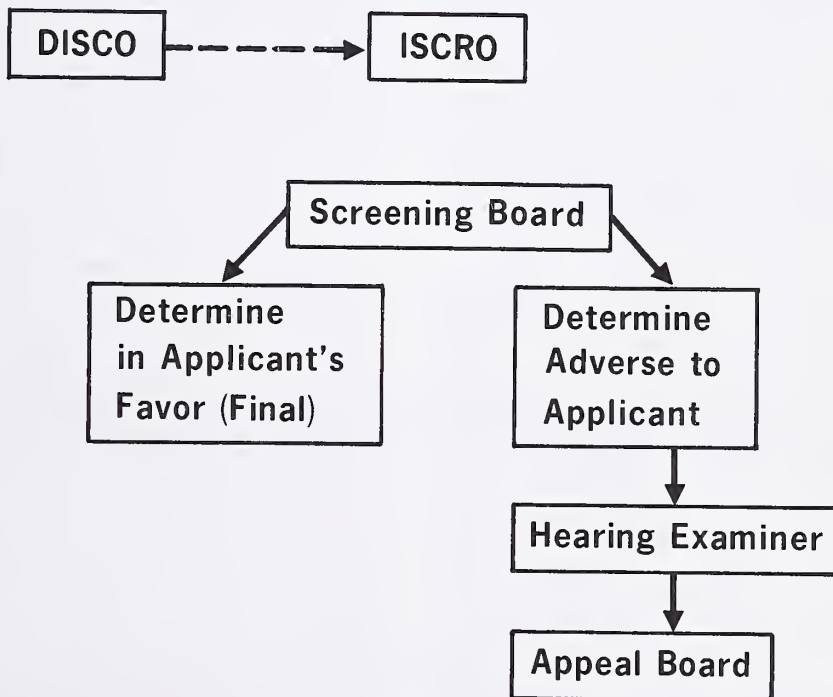 DISCO
ISCRO
Screening Board
Determine
in Applicant's
Favor (Final)
Determine
Adverse to
Applicant
Hearing Examiner
Appeal Board